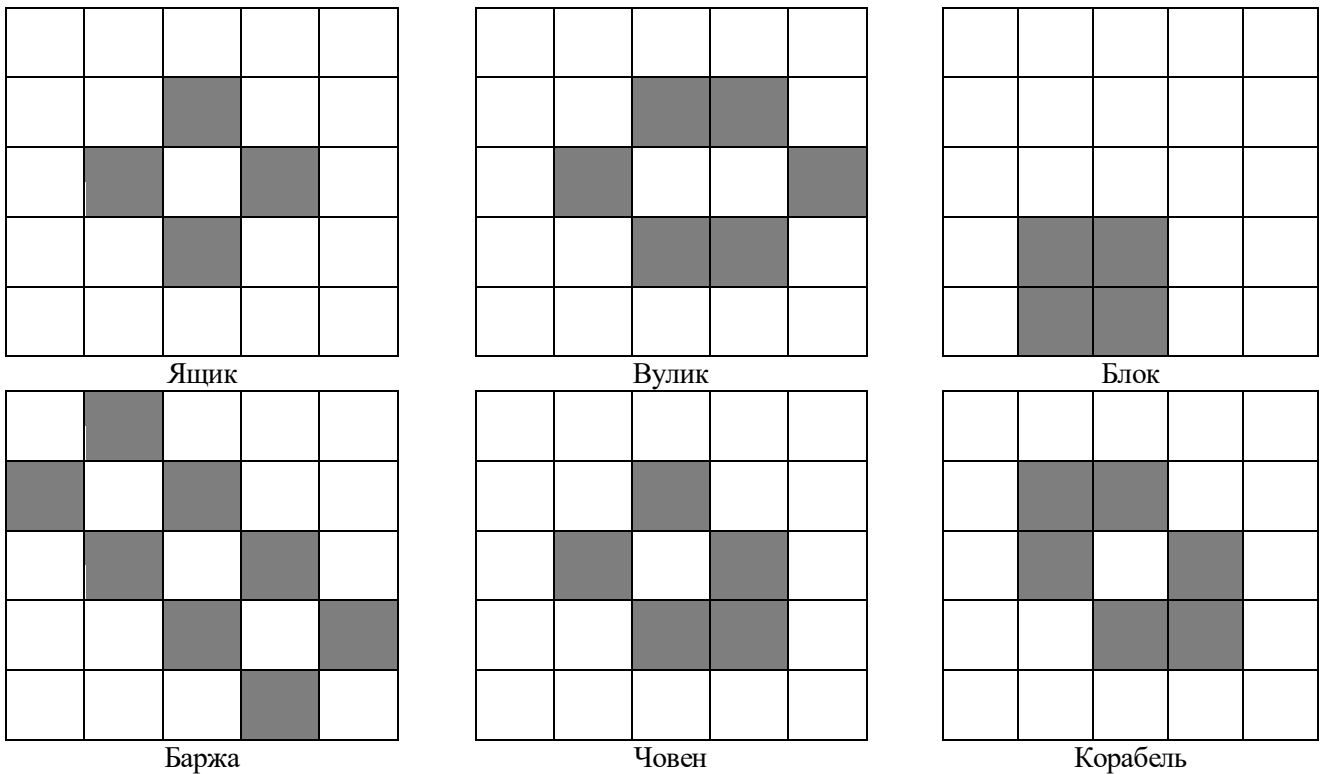 Ящик
Вулик
Блок
Баржа
Човен
Корабель